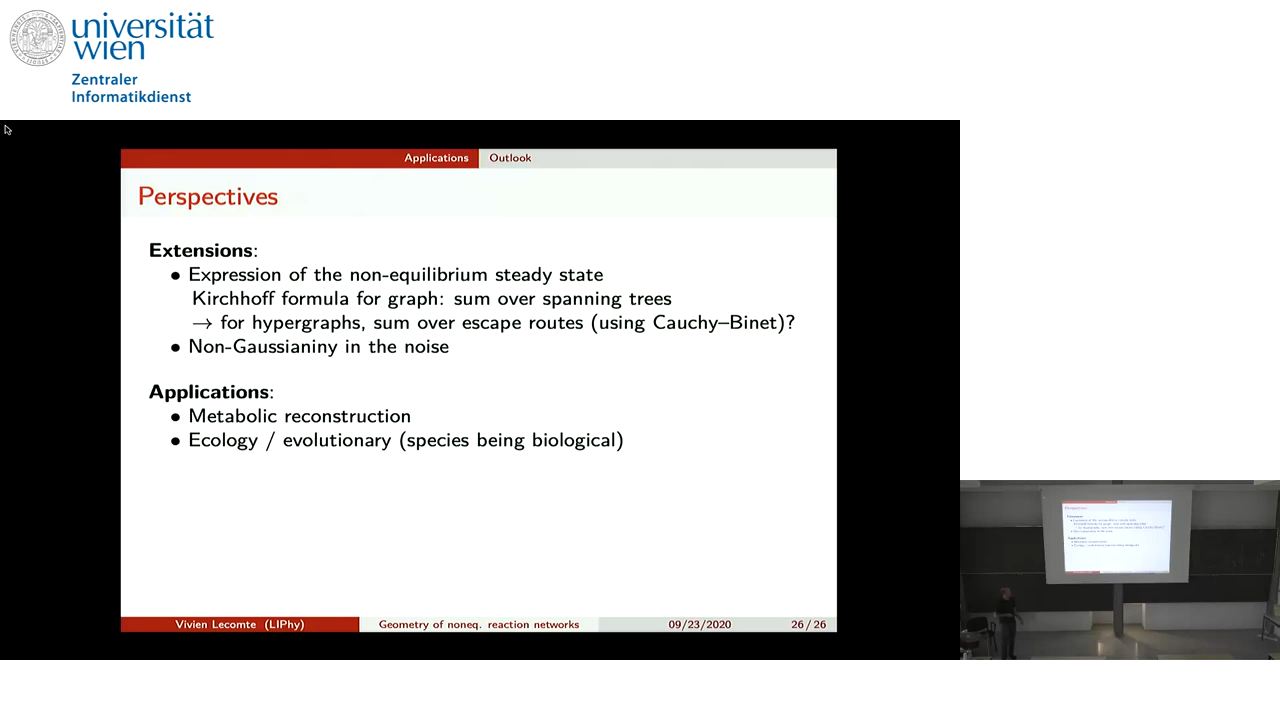 universität
wien
Zentraler
Informatikdienst
Applications Outlook
Perspectives
Extensions:
• Expression of the non-equilibrium steady state
Kirchhoff formula for graph: sum over spanning trees
→ for hypergraphs, sum over escape routes (using Cauchy–Binet)?
• Non-Gaussianiny in the noise
Applications:
• Metabolic reconstruction
• Ecology / evolutionary (species being biological)
Vivien Lecomte (LIPhy) Geometry of noneq. reaction networks 09/23/2020 26 / 26